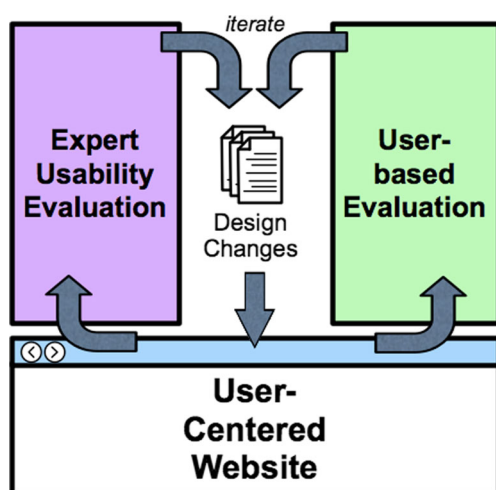 iterate
Expert
Usability
Evaluation
User-
based
Evaluation
Design
Changes
User-
Centered
Website